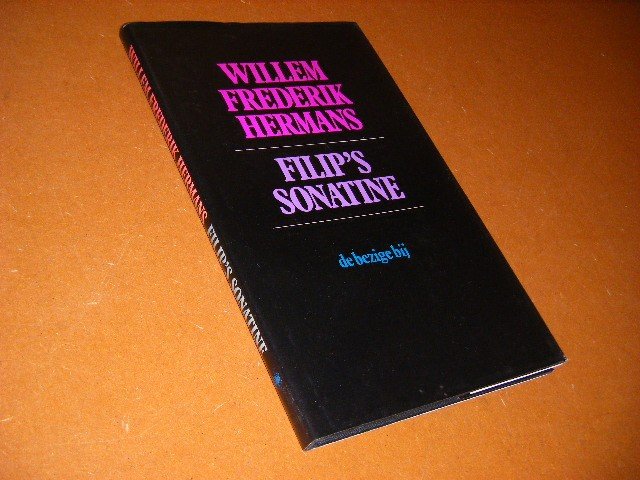 WILLEM
FREDERIK
HERMANS
FILIP'S
SONATINE
de bezige bij
WILLEM FREDERIK HERMANS FILIP'S SONATINE